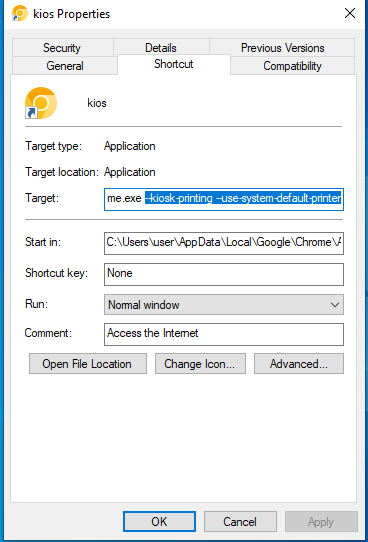 kios Properties
Security Details Previous Versions
General Shortcut Compatibility
kios
Target type: Application
Target location: Application
Target: me.exe --kiosk-printing --use-system-default-printer
Start in: C:\Users\user\AppData\Local\Google\Chrome\A
Shortcut key: None
Run: Normal window
Comment: Access the Internet
Open File Location Change Icon... Advanced...
OK Cancel Apply